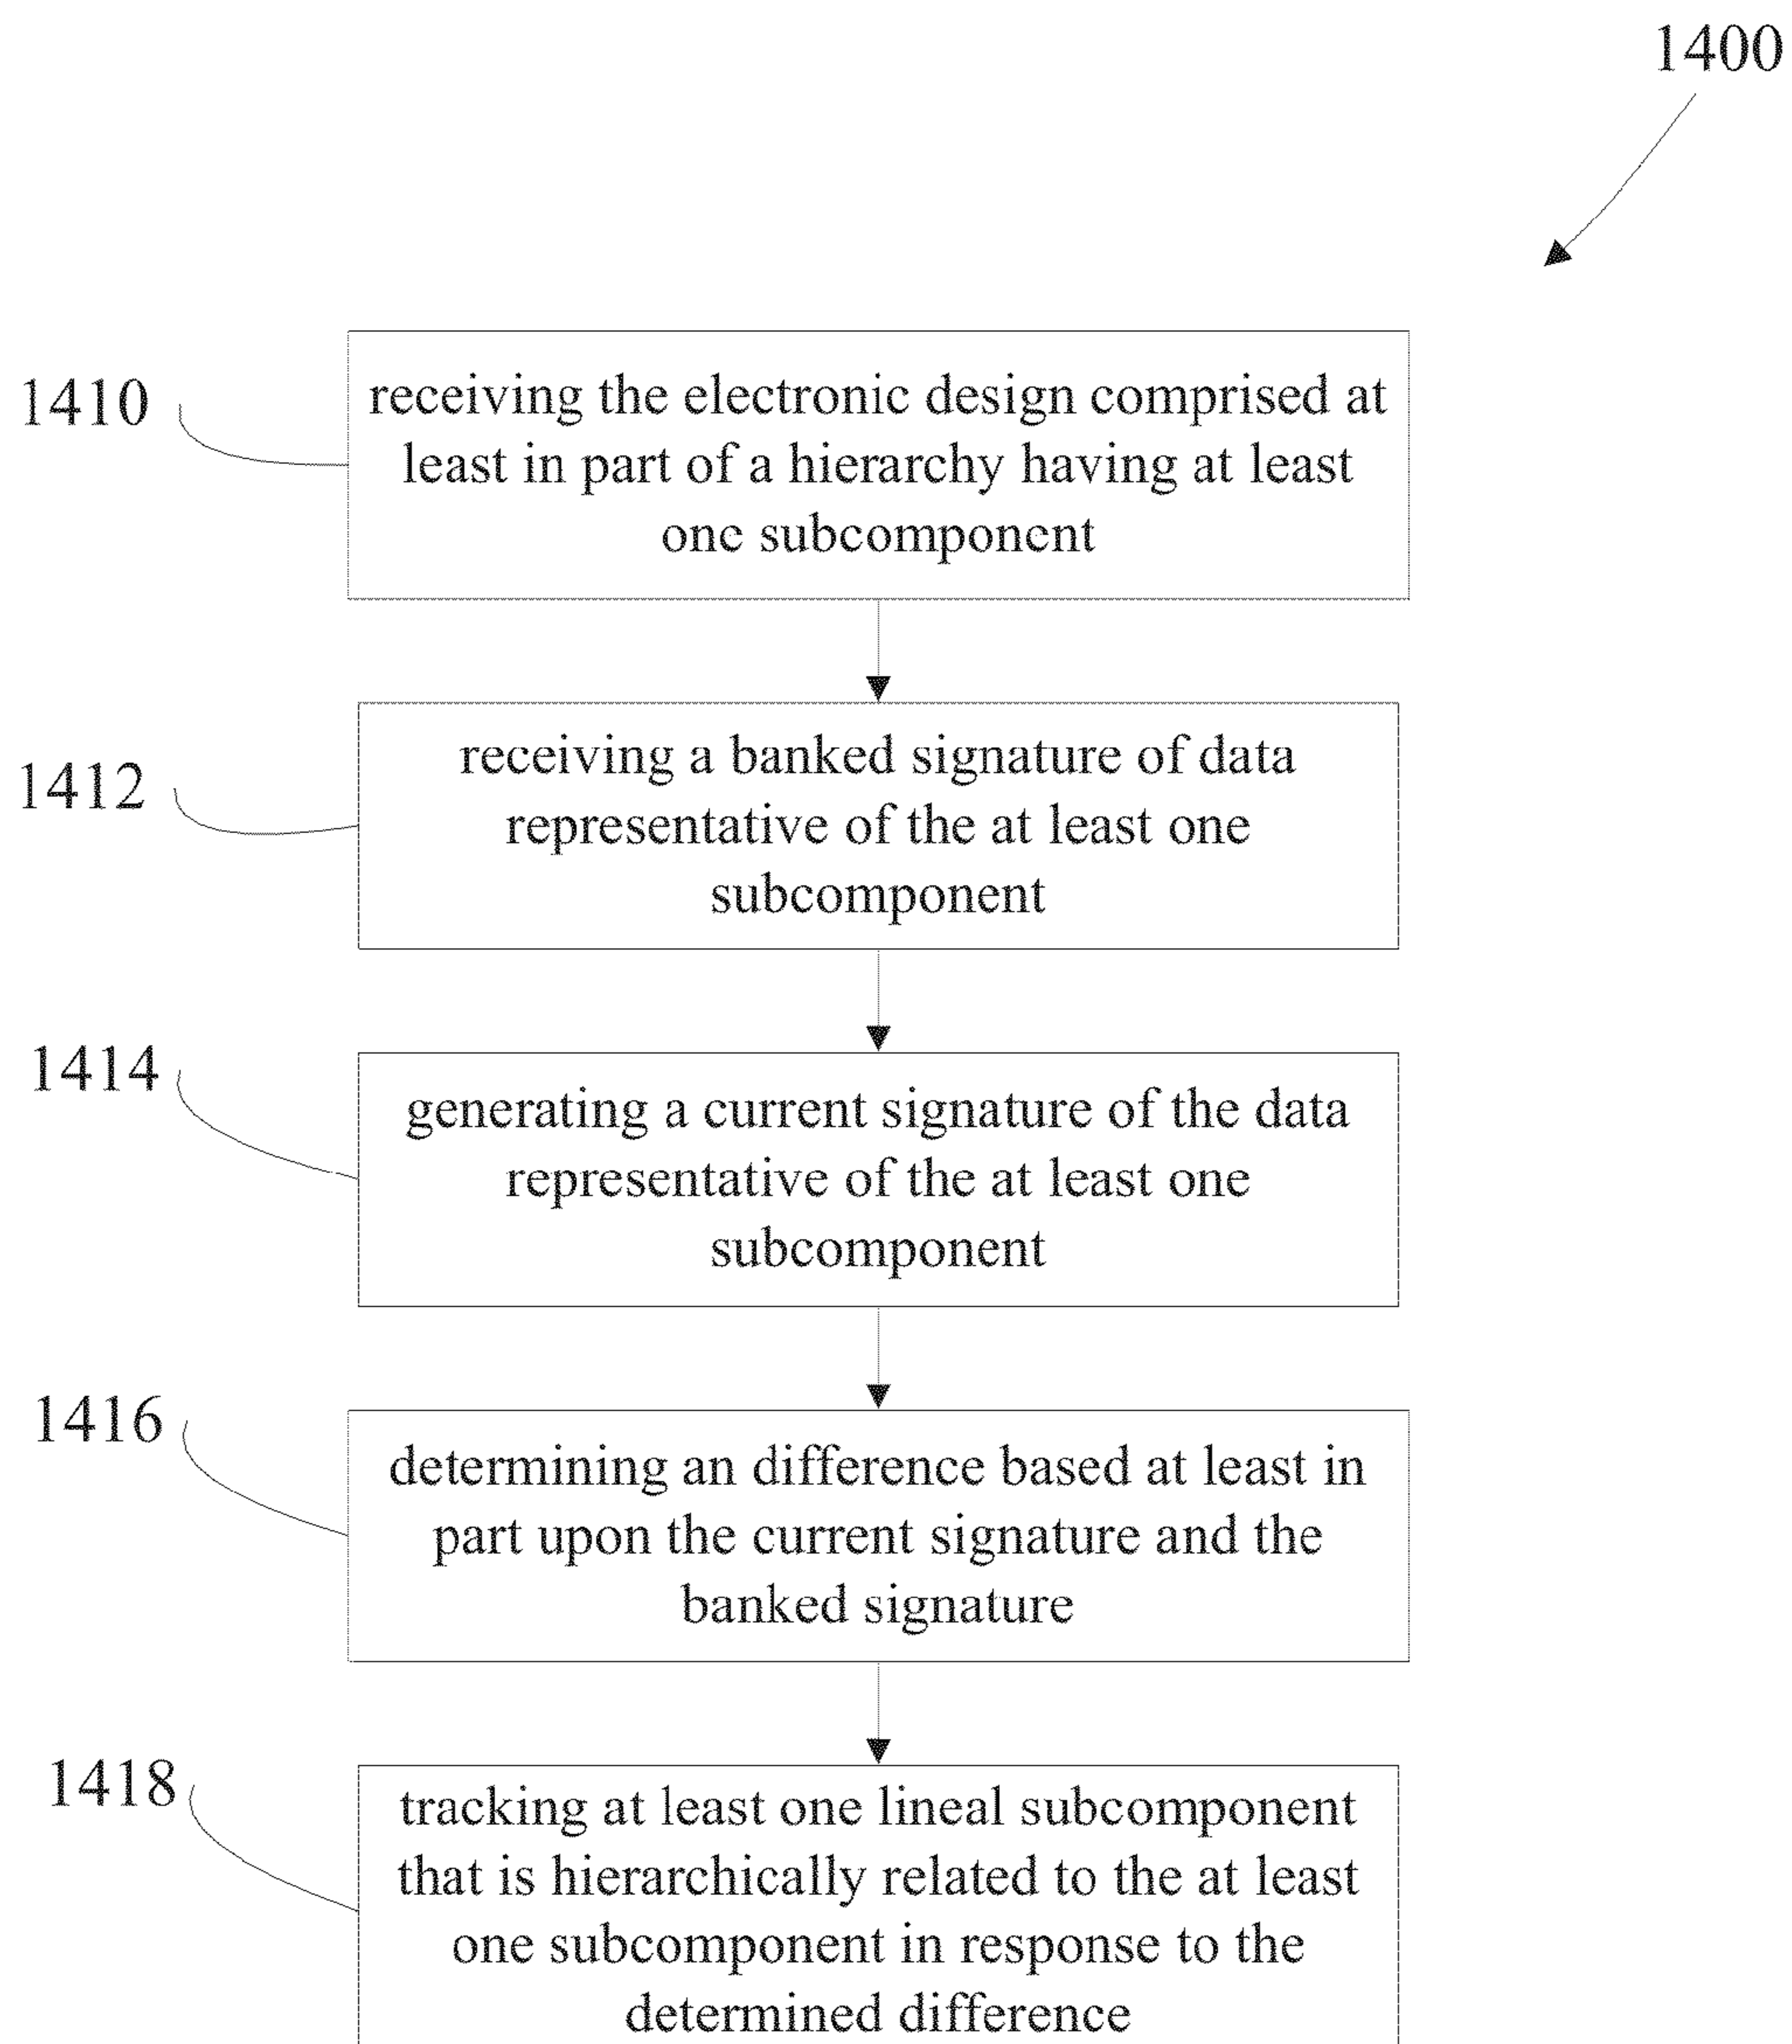 1400
1410
receiving the electronic design comprised at
least in part of a hierarchy having at least
one subcomponent
1412
receiving a banked signature of data
representative of the at least one
subcomponent
1414
generating a current signature of the data
representative of the at least one
subcomponent
1416
determining an difference based at least in
part upon the current signature and the
banked signature
1418
tracking at least one lineal subcomponent
that is hierarchically related to the at least
one subcomponent in response to the
determined difference